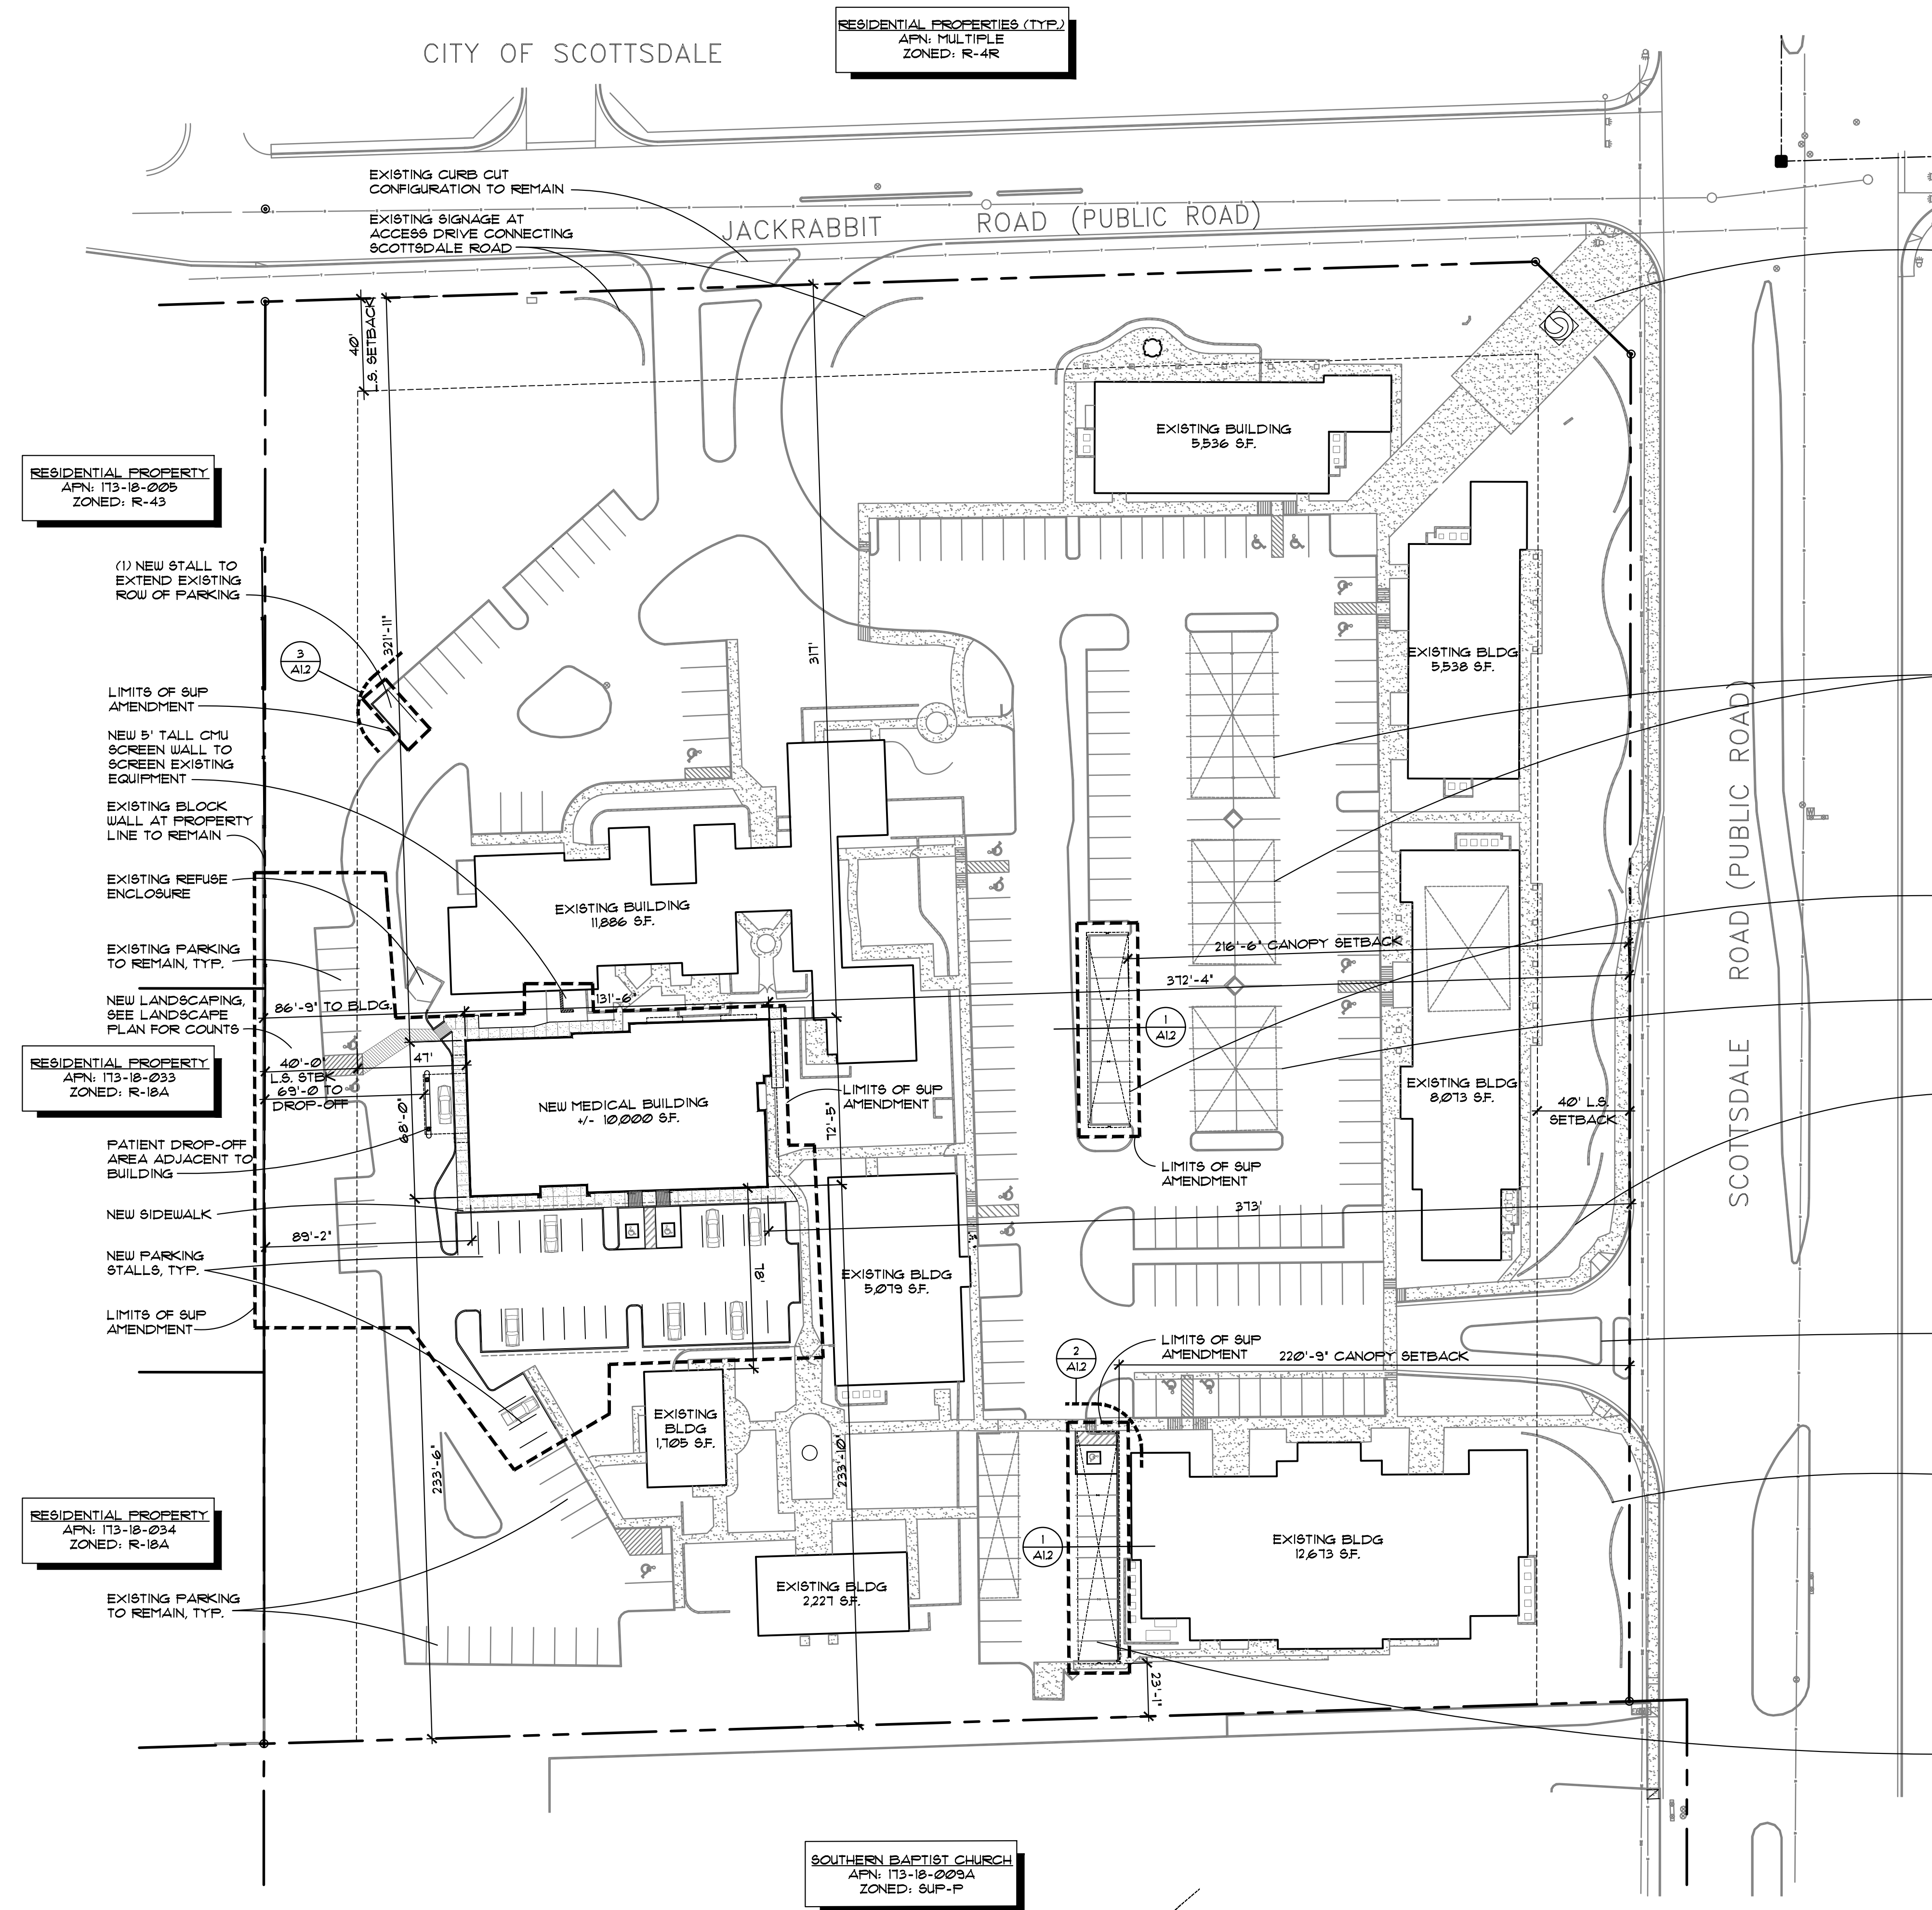 CITY OF SCOTTSDALE
RESIDENTIAL PROPERTIES (TYP.)
APN: MULTIPLE
ZONED: R-4R
EXISTING CURB CUT
CONFIGURATION TO REMAIN
EXISTING SIGNAGE AT
ACCESS DRIVE CONNECTING
SCOTTSDALE ROAD
JACKRABBIT ROAD (PUBLIC ROAD)
40'
L.S. SETBACK
EXISTING BUILDING
5,536 S.F.
RESIDENTIAL PROPERTY
APN: 173-18-005
ZONED: R-43
(1) NEW STALL TO
EXTEND EXISTING
ROW OF PARKING
321'-11"
317'
3
A1.2
EXISTING BLDG
5,538 S.F.
LIMITS OF SUP
AMENDMENT
NEW 5' TALL CMU
SCREEN WALL TO
SCREEN EXISTING
EQUIPMENT
EXISTING BLOCK
WALL AT PROPERTY
LINE TO REMAIN
EXISTING REFUSE
ENCLOSURE
EXISTING PARKING
TO REMAIN, TYP.
NEW LANDSCAPING,
SEE LANDSCAPE
PLAN FOR COUNTS
EXISTING BUILDING
11,886 S.F.
216'-6" CANOPY SETBACK
372'-4"
86'-9" TO BLDG.
131'-6"
1
A1.2
RESIDENTIAL PROPERTY
APN: 173-18-033
ZONED: R-18A
40'-0"
L.S. STBK
69'-0 TO
DROP-OFF
47'
68'-0"
NEW MEDICAL BUILDING
+/- 10,000 S.F.
LIMITS OF SUP
AMENDMENT
72'-5"
EXISTING BLDG
8,073 S.F.
40' L.S.
SETBACK
SCOTTSDALE ROAD (PUBLIC ROAD)
PATIENT DROP-OFF
AREA ADJACENT TO
BUILDING
LIMITS OF SUP
AMENDMENT
NEW SIDEWALK
89'-2"
373'
NEW PARKING
STALLS, TYP.
78'
EXISTING BLDG
5,079 S.F.
LIMITS OF SUP
AMENDMENT
2
A1.2
LIMITS OF SUP
AMENDMENT
220'-9" CANOPY SETBACK
EXISTING
BLDG
1,705 S.F.
233'-6"
233'-10"
RESIDENTIAL PROPERTY
APN: 173-18-034
ZONED: R-18A
1
A1.2
EXISTING BLDG
12,673 S.F.
EXISTING PARKING
TO REMAIN, TYP.
EXISTING BLDG
2,227 S.F.
23'-1"
SOUTHERN BAPTIST CHURCH
APN: 173-18-009A
ZONED: SUP-P